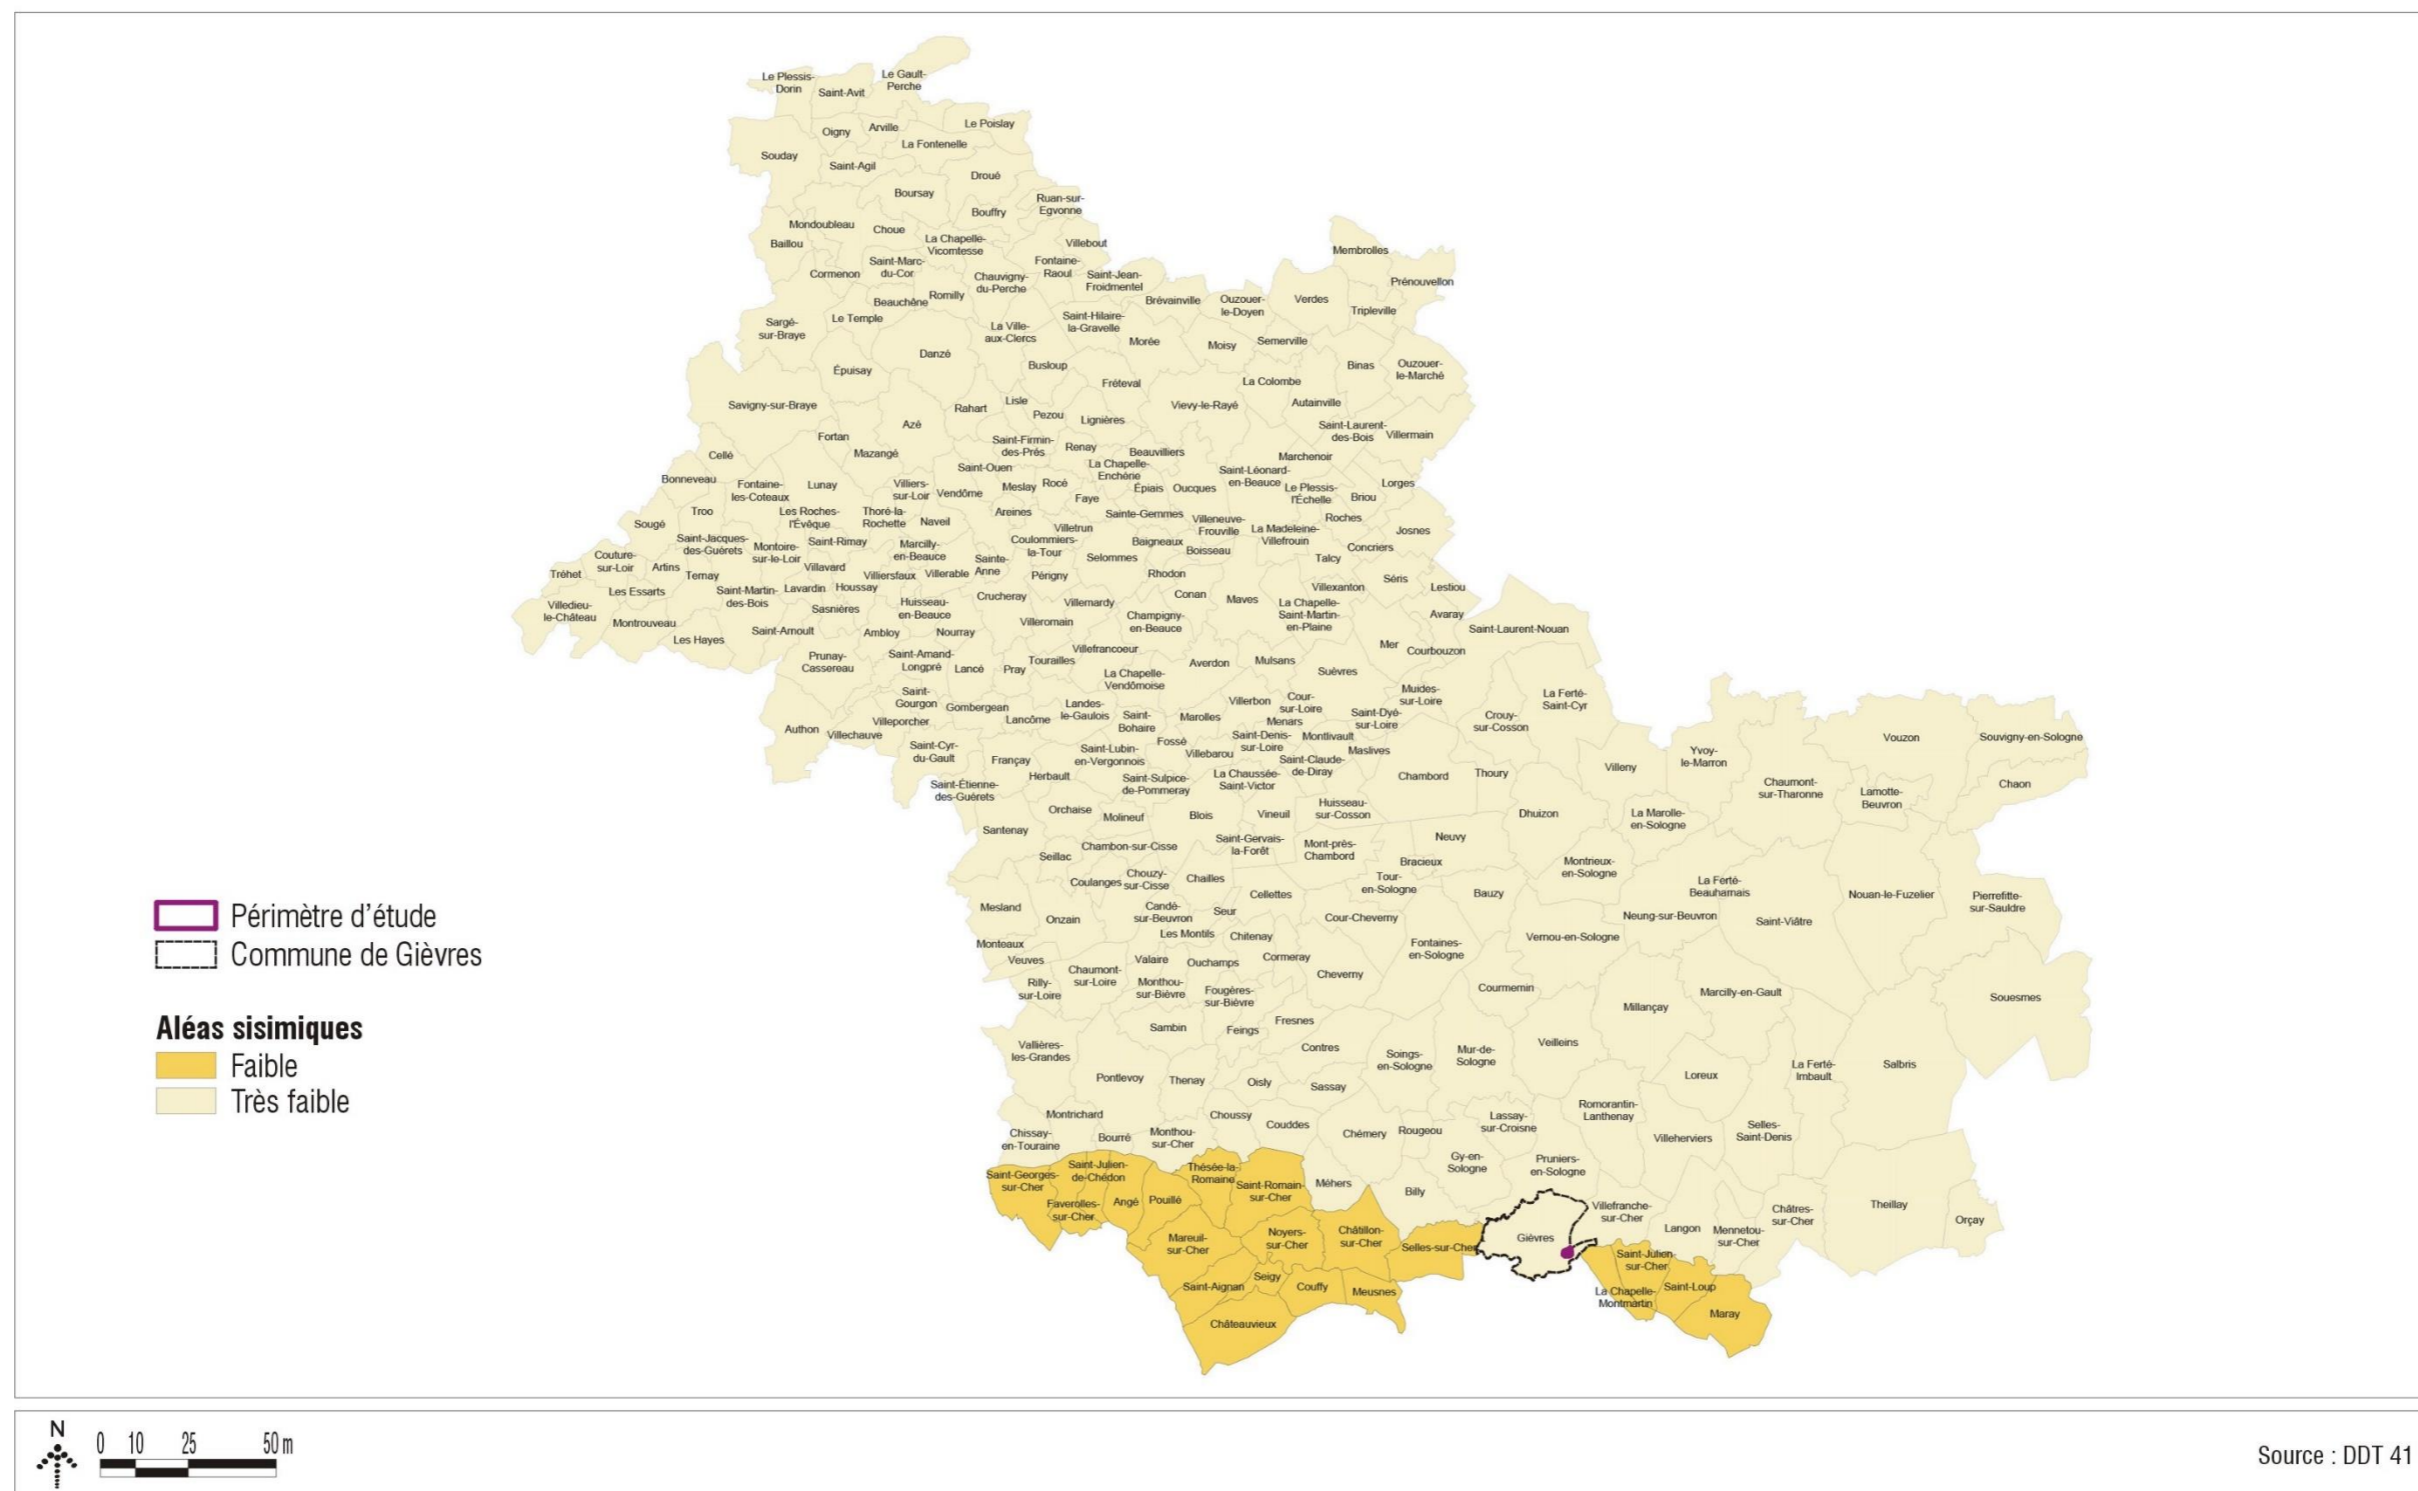 Le Plessis-
Dorin
Saint-Avit
Le Gault-
Perche
Oigny
Arville
Le Poislay
La Fontenelle
Souday
Saint-Agil
Droué
Boursay
Bouffry
Ruan-sur-
Egvonne
Mondoubleau
Choue
Baillou
La Chapelle-
Vicomtesse
Villebout
Cormenon
Saint-Marc-
du-Cor
Chauvigny-
du-Perche
Fontaine-
Raoul
Saint-Jean-
Froidmentel
Membrolles
Prénouvellon
Beauchêne
Romilly
Brévainville
Ouzouer-
le-Doyen
Verdes
Tripleville
Sargé-
sur-Braye
Le Temple
La Ville-
aux-Clercs
Saint-Hilaire-
la-Gravelle
Morée
Moisy
Semerville
Danzé
Épuisay
Busloup
Fréteval
La Colombe
Binas
Ouzouer-
le-Marché
Savigny-sur-Braye
Rahart
Lisle
Pezou
Lignières
Vievy-le-Rayé
Autainville
Azé
Fortan
Mazangé
Saint-Firmin-
des-Prés
Renay
Beauvilliers
Saint-Laurent-
des-Bois
Villermain
Marchenoir
Cellé
Bonneveau
Fontaine-
les-Coteaux
Lunay
Villiers-
sur-Loir
Vendôme
Saint-Ouen
Meslay
Rocé
La Chapelle-
Enchérie
Faye
Épiais
Oucques
Saint-Léonard-
en-Beauce
Le Plessis-
l'Échelle
Briou
Lorges
Troo
Sougé
Les Roches-
l'Évêque
Thoré-la-
Rochette
Naveil
Areines
Villetrun
Sainte-Gemmes
Villeneuve-
Frouville
La Madeleine-
Villefrouin
Roches
Josnes
Saint-Jacques-
des-Guérets
Montoire-
sur-le-Loir
Saint-Rimay
Marcilly-
en-Beauce
Coulommiers-
la-Tour
Selommes
Baigneaux
Boisseau
Concriers
Talcy
Couture-
sur-Loir
Tréhet
Artins
Ternay
Villavard
Villiersfaux
Villerable
Sainte-
Anne
Périgny
Rhodon
Séris
Lestiou
Les Essarts
Saint-Martin-
des-Bois
Lavardin
Houssay
Sasnières
Huisseau-
en-Beauce
Crucheray
Villemardy
Conan
Maves
Villexanton
La Chapelle-
Saint-Martin-
en-Plaine
Avaray
Saint-Laurent-Nouan
Villedieu-
le-Château
Montrouveau
Les Hayes
Saint-Arnoult
Ambloy
Nourray
Villeromain
Champigny-
en-Beauce
Mer
Courbouzon
Prunay-
Cassereau
Saint-Amand-
Longpré
Lancé
Pray
Tourailles
Villefrancoeur
La Chapelle-
Vendômoise
Averdon
Mulsans
Suèvres
Muides-
sur-Loire
La Ferté-
Saint-Cyr
Authon
Villechauve
Saint-
Gourgon
Villeporcher
Gombergean
Lancôme
Landes-
le-Gaulois
Saint-
Bohaire
Marolles
Villerbon
Cour-
sur-Loire
Menars
Saint-Dyé-
sur-Loire
Crouy-
sur-Cosson
Saint-Cyr-
du-Gault
Françay
Herbault
Saint-Lubin-
en-Vergonnois
Fossé
Villebarou
Saint-Denis-
sur-Loire
Montlivault
Maslives
Saint-Claude-
de-Diray
Saint-Étienne-
des-Guérets
Saint-Sulpice-
de-Pommeray
La Chaussée-
Saint-Victor
Chambord
Thoury
Villeny
Yvoy-
le-Marron
Chaumont-
sur-Tharonne
Vouzon
Souvigny-en-Sologne
Lamotte-
Beuvron
Chaon
Santenay
Orchaise
Molineuf
Blois
Vineuil
Huisseau-
sur-Cosson
Dhuizon
La Marolle-
en-Sologne
Seillac
Chambon-sur-Cisse
Saint-Gervais-
la-Forêt
Mont-près-
Chambord
Neuvy
Bracieux
Montrieux-
en-Sologne
Coulanges
Chouzy-
sur-Cisse
Chailles
Cellettes
Tour-
en-Sologne
Bauzy
La Ferté-
Beauharnais
Nouan-le-Fuzelier
Pierrefitte-
sur-Sauldre
Mesland
Onzain
Candé-
sur-Beuvron
Seur
Cour-Cheverny
Neung-sur-Beuvron
Saint-Viâtre
Monteaux
Les Montils
Chitenay
Fontaines-
en-Sologne
Vernou-en-Sologne
Veuves
Valaire
Ouchamps
Cormeray
Cheverny
Rilly-
sur-Loire
Chaumont-
sur-Loire
Monthou-
sur-Bièvre
Fougères-
sur-Bièvre
Courmemin
Millançay
Marcilly-en-Gault
Souesmes
Sambin
Feings
Fresnes
Vallières-
les-Grandes
Contres
Soings-
en-Sologne
Mur-de-
Sologne
Veilleins
Loreux
La Ferté-
Imbault
Salbris
Pontlevoy
Thenay
Oisly
Sassay
Montrichard
Choussy
Couddes
Chissay-
en-Touraine
Bourré
Monthou-
sur-Cher
Chémery
Rougeou
Lassay-
sur-Croisne
Romorantin-
Lanthenay
Villeherviers
Selles-
Saint-Denis
Saint-Georges-
sur-Cher
Saint-Julien-
de-Chédon
Thésée-la-
Romaine
Saint-Romain-
sur-Cher
Méhers
Gy-en-
Sologne
Pruniers-
en-Sologne
Billy
Faverolles-
sur-Cher
Angé
Pouillé
Villefranche-
sur-Cher
Langon
Mennetou-
sur-Cher
Châtres-
sur-Cher
Theillay
Orçay
Mareuil-
sur-Cher
Noyers-
sur-Cher
Châtillon-
sur-Cher
Selles-sur-Cher
Gièvres
Saint-Julien-
sur-Cher
Saint-Aignan
Seigy
Couffy
Meusnes
La Chapelle-
Montmartin
Saint-Loup
Maray
Châteauvieux
Périmètre d'étude
Commune de Gièvres
Aléas sisimiques
Faible
Très faible
N
0 10 25 50 m
Source : DDT 41